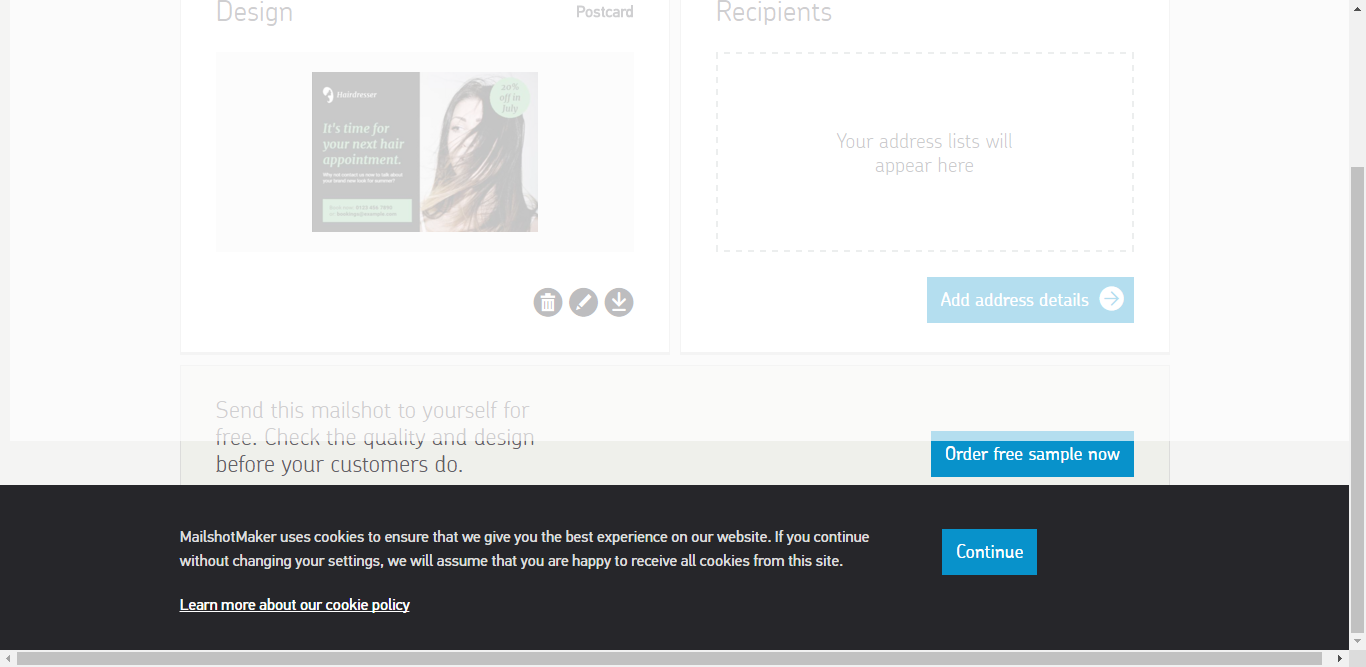 Design
Postcard
Hairdresser
20%
off in
July
It's time for
your next hair
appointment.
Why not contact us now to talk about
your brand new look for summer?
Recipients
Your address lists will
appear here
Add address details
Send this mailshot to yourself for
free. Check the quality and design
before your customers do.
Order free sample now
MailshotMaker uses cookies to ensure that we give you the best experience on our website. If you continue
without changing your settings, we will assume that you are happy to receive all cookies from this site.
Continue
Learn more about our cookie policy